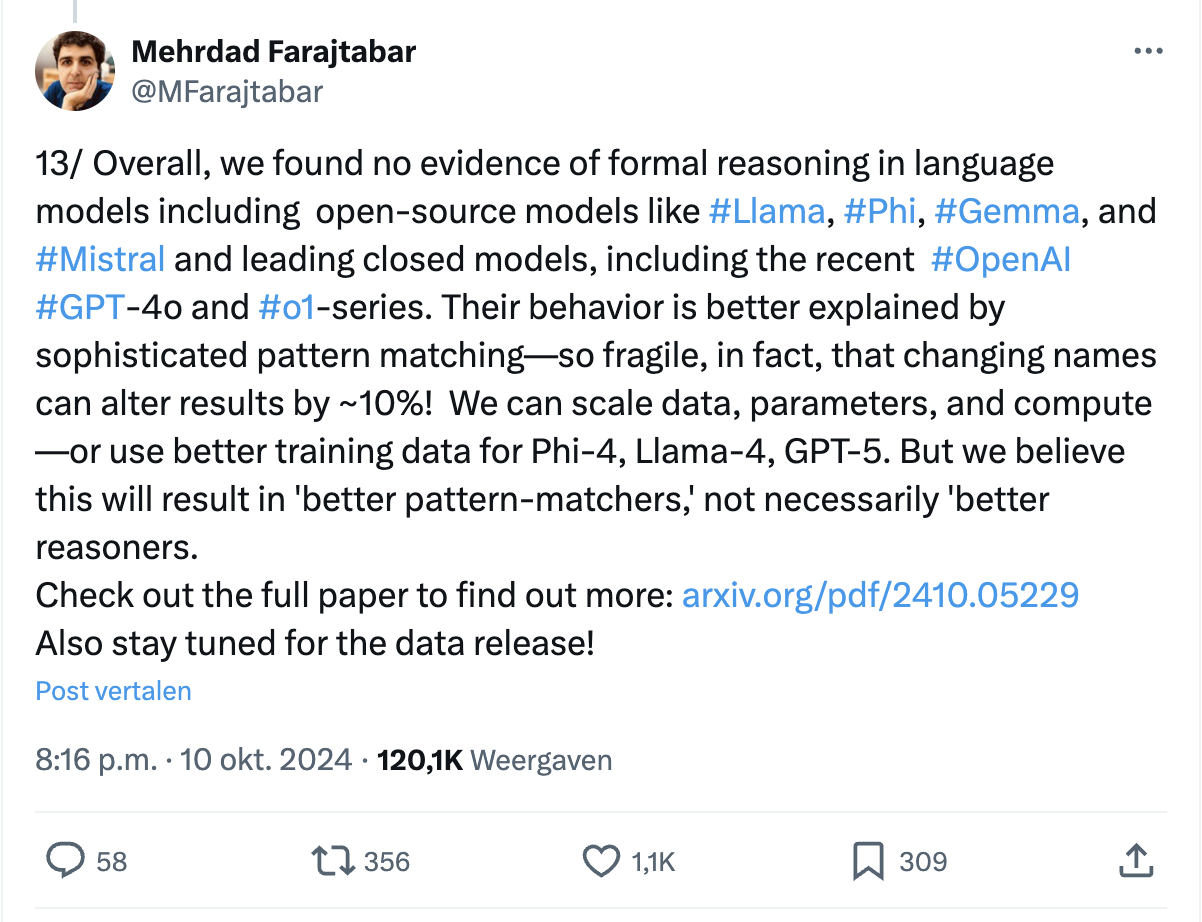 Mehrdad Farajtabar
@MFarajtabar
13/ Overall, we found no evidence of formal reasoning in language
models including  open-source models like #Llama, #Phi, #Gemma, and
#Mistral and leading closed models, including the recent  #OpenAI
#GPT-4o and #o1-series. Their behavior is better explained by
sophisticated pattern matching—so fragile, in fact, that changing names
can alter results by ~10%!  We can scale data, parameters, and compute
—or use better training data for Phi-4, Llama-4, GPT-5. But we believe
this will result in 'better pattern-matchers,' not necessarily 'better
reasoners.
Check out the full paper to find out more: arxiv.org/pdf/2410.05229
Also stay tuned for the data release!
Post vertalen
8:16 p.m. · 10 okt. 2024 · 120,1K Weergaven
58 356 1,1K 309